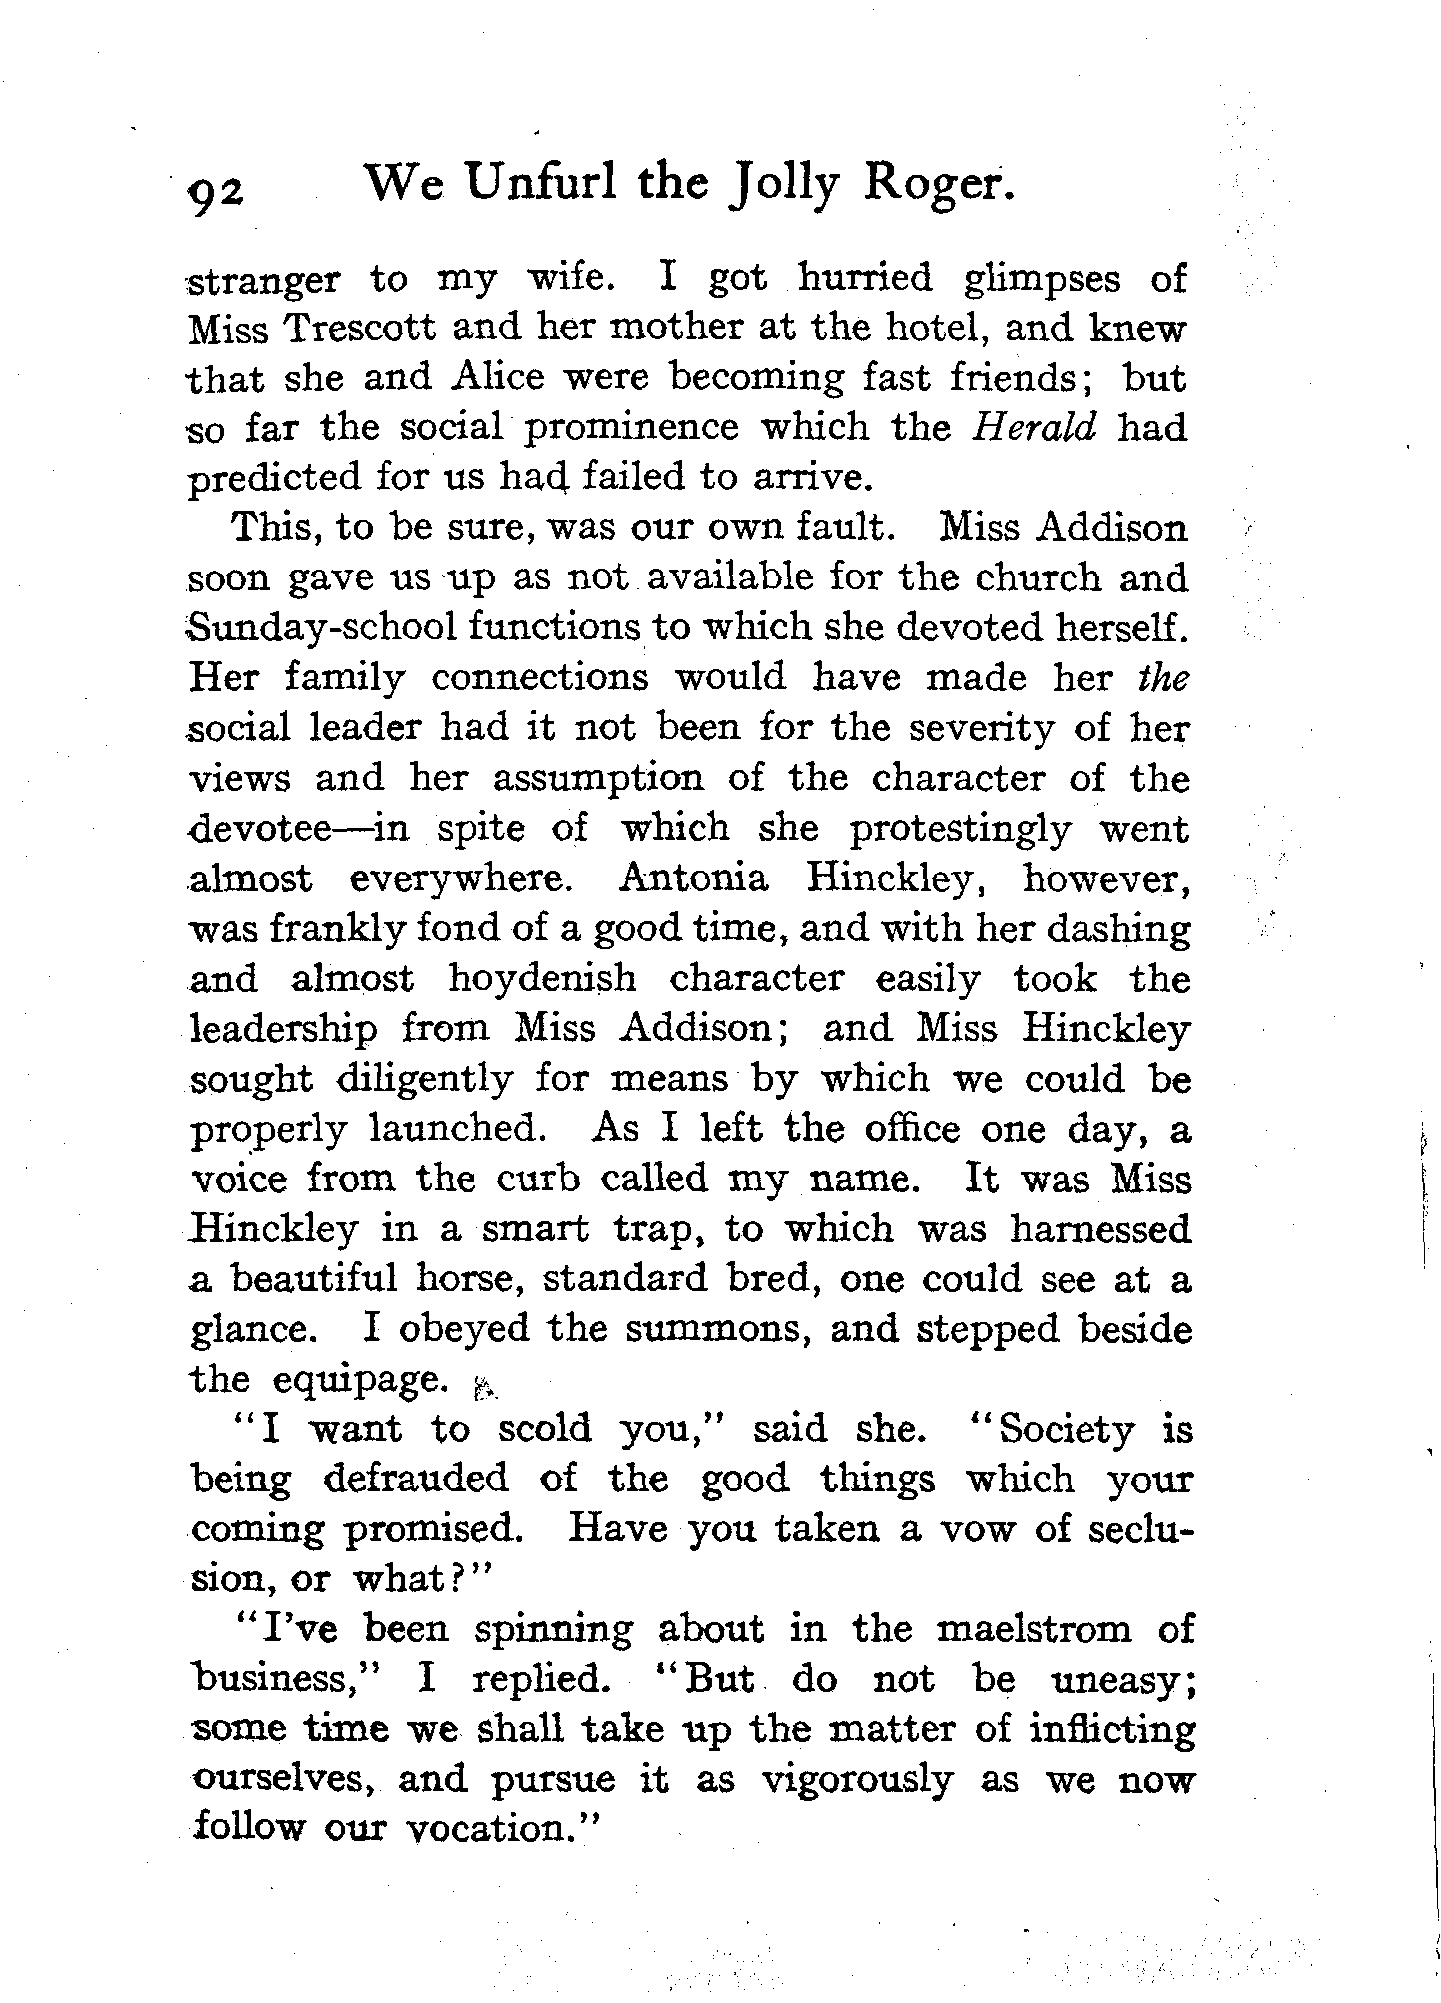 92 We Unfurl the Jolly Roger.
stranger to my wife. I got hurried glimpses of
Miss Trescott and her mother at the hotel, and knew
that she and Alice were becoming fast friends; but
so far the social prominence which the Herald had
predicted for us had failed to arrive.
This, to be sure, was our own fault. Miss Addison
soon gave us up as not available for the church and
Sunday-school functions to which she devoted herself.
Her family connections would have made her the
social leader had it not been for the severity of her
views and her assumption of the character of the
devotee—in spite of which she protestingly went
almost everywhere. Antonia Hinckley, however,
was frankly fond of a good time, and with her dashing
and almost hoydenish character easily took the
leadership from Miss Addison; and Miss Hinckley
sought diligently for means by which we could be
properly launched. As I left the office one day, a
voice from the curb called my name. It was Miss
Hinckley in a smart trap, to which was harnessed
a beautiful horse, standard bred, one could see at a
glance. I obeyed the summons, and stepped beside
the equipage.
"I want to scold you," said she. "Society is
being defrauded of the good things which your
coming promised. Have you taken a vow of seclu-
sion, or what?"
"I've been spinning about in the maelstrom of
business," I replied. "But do not be uneasy;
some time we shall take up the matter of inflicting
ourselves, and pursue it as vigorously as we now
follow our vocation."